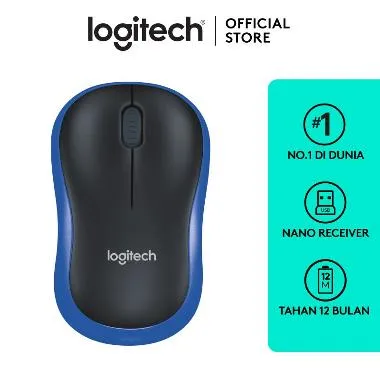 logitech®
OFFICIAL
STORE
#1
NO.1 DI DUNIA
USB
NANO RECEIVER
12
M
TAHAN 12 BULAN
logitech